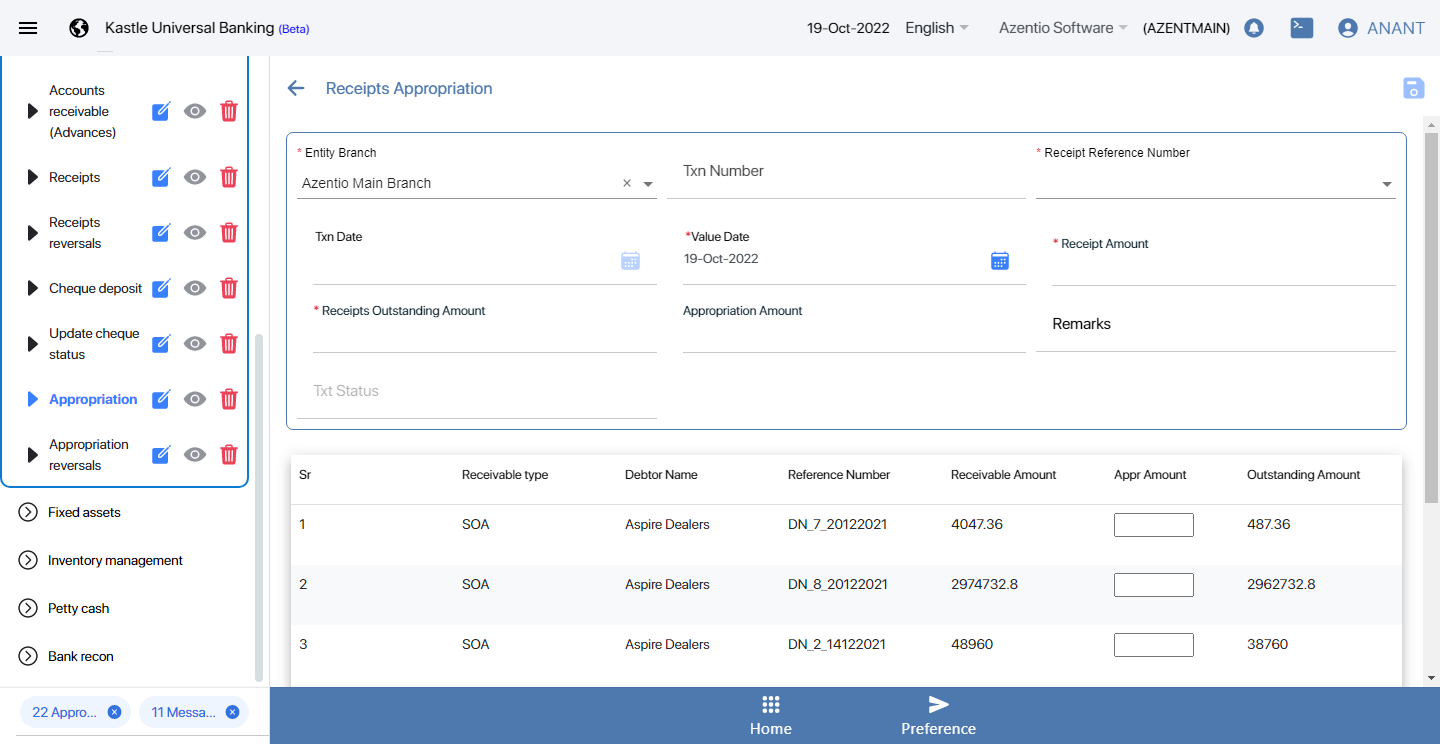 Kastle Universal Banking (Beta)
19-Oct-2022
English
Azentio Software
(AZENTMAIN)
ANANT
Accounts
receivable
(Advances)
Receipts
Receipts
reversals
Cheque deposit
Update cheque
status
Appropriation
Appropriation
reversals
Fixed assets
Inventory management
Petty cash
Bank recon
22 Appro...
11 Messa...
Receipts Appropriation
* Entity Branch
Azentio Main Branch
Txn Number
* Receipt Reference Number
Txn Date
*Value Date
19-Oct-2022
* Receipt Amount
* Receipts Outstanding Amount
Appropriation Amount
Remarks
Txt Status
Sr Receivable type Debtor Name Reference Number Receivable Amount Appr Amount Outstanding Amount
1 SOA Aspire Dealers DN_7_20122021 4047.36 487.36
2 SOA Aspire Dealers DN_8_20122021 2974732.8 2962732.8
3 SOA Aspire Dealers DN_2_14122021 48960 38760
Home
Preference